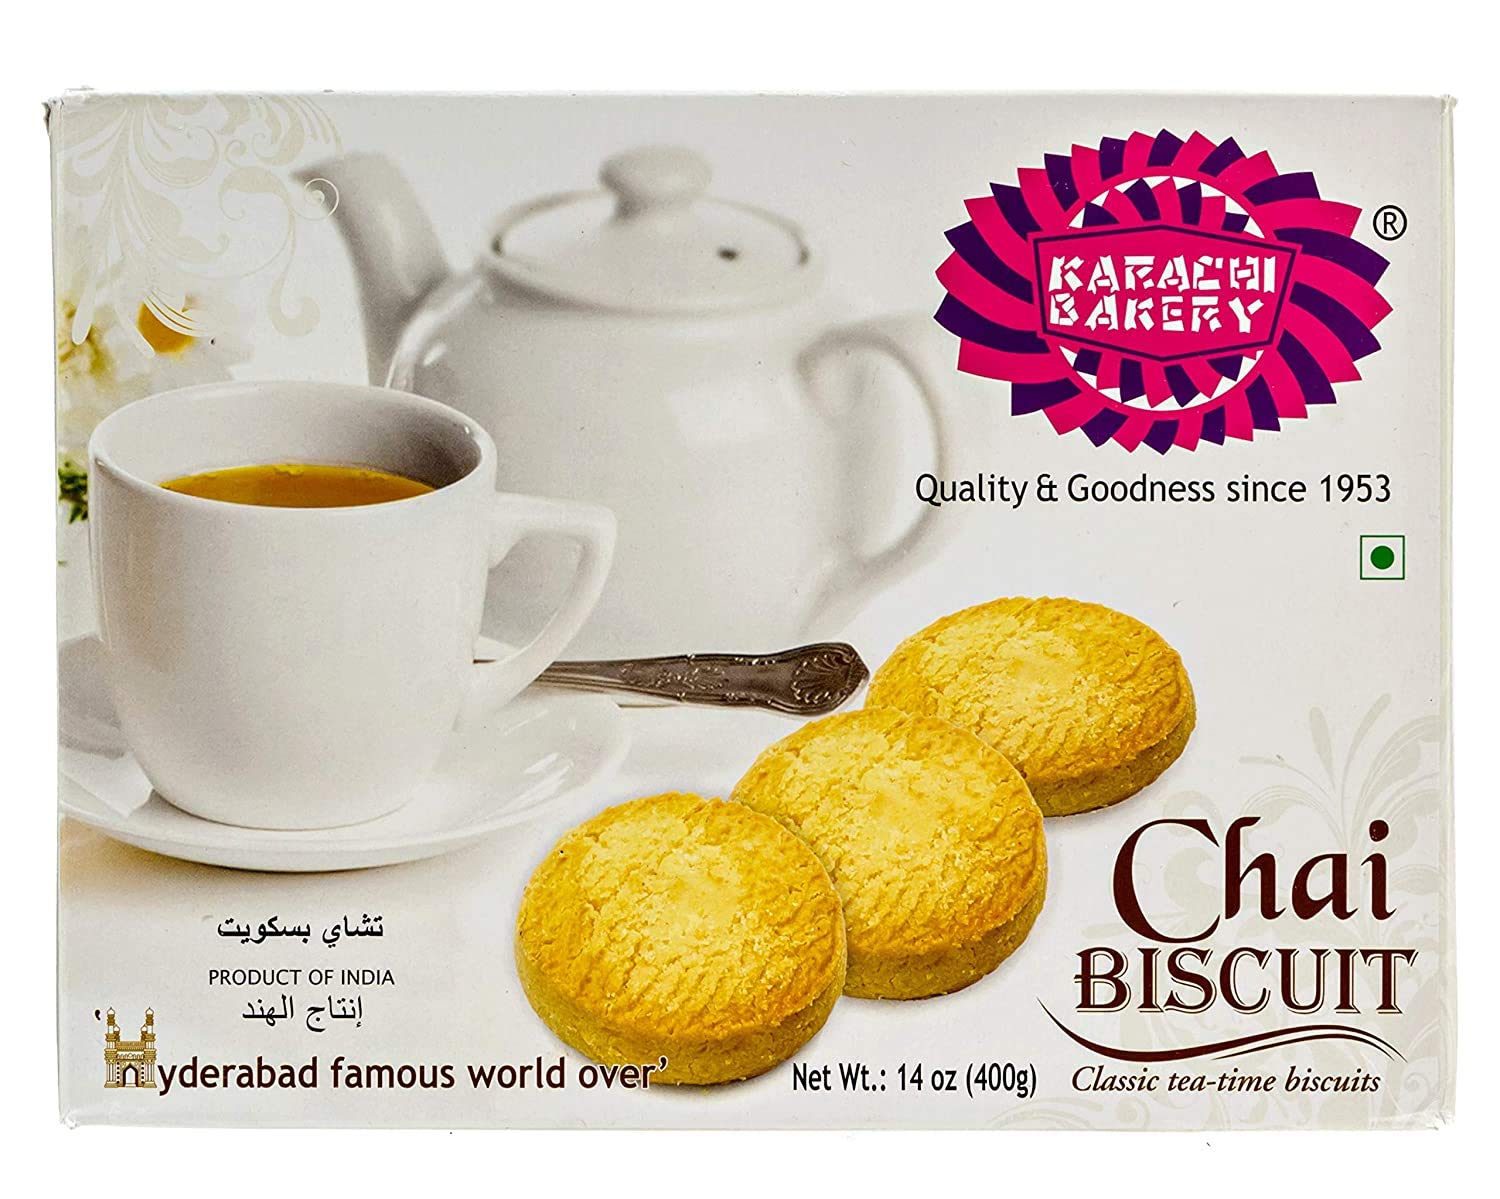 KARACHI
BAKERY
®
Quality & Goodness since 1953
Chai
BISCUIT
Classic tea-time biscuits
تشاي بسكويت
PRODUCT OF INDIA
إنتاج الهند
'Hyderabad famous world over'
Net Wt.: 14 oz (400g)